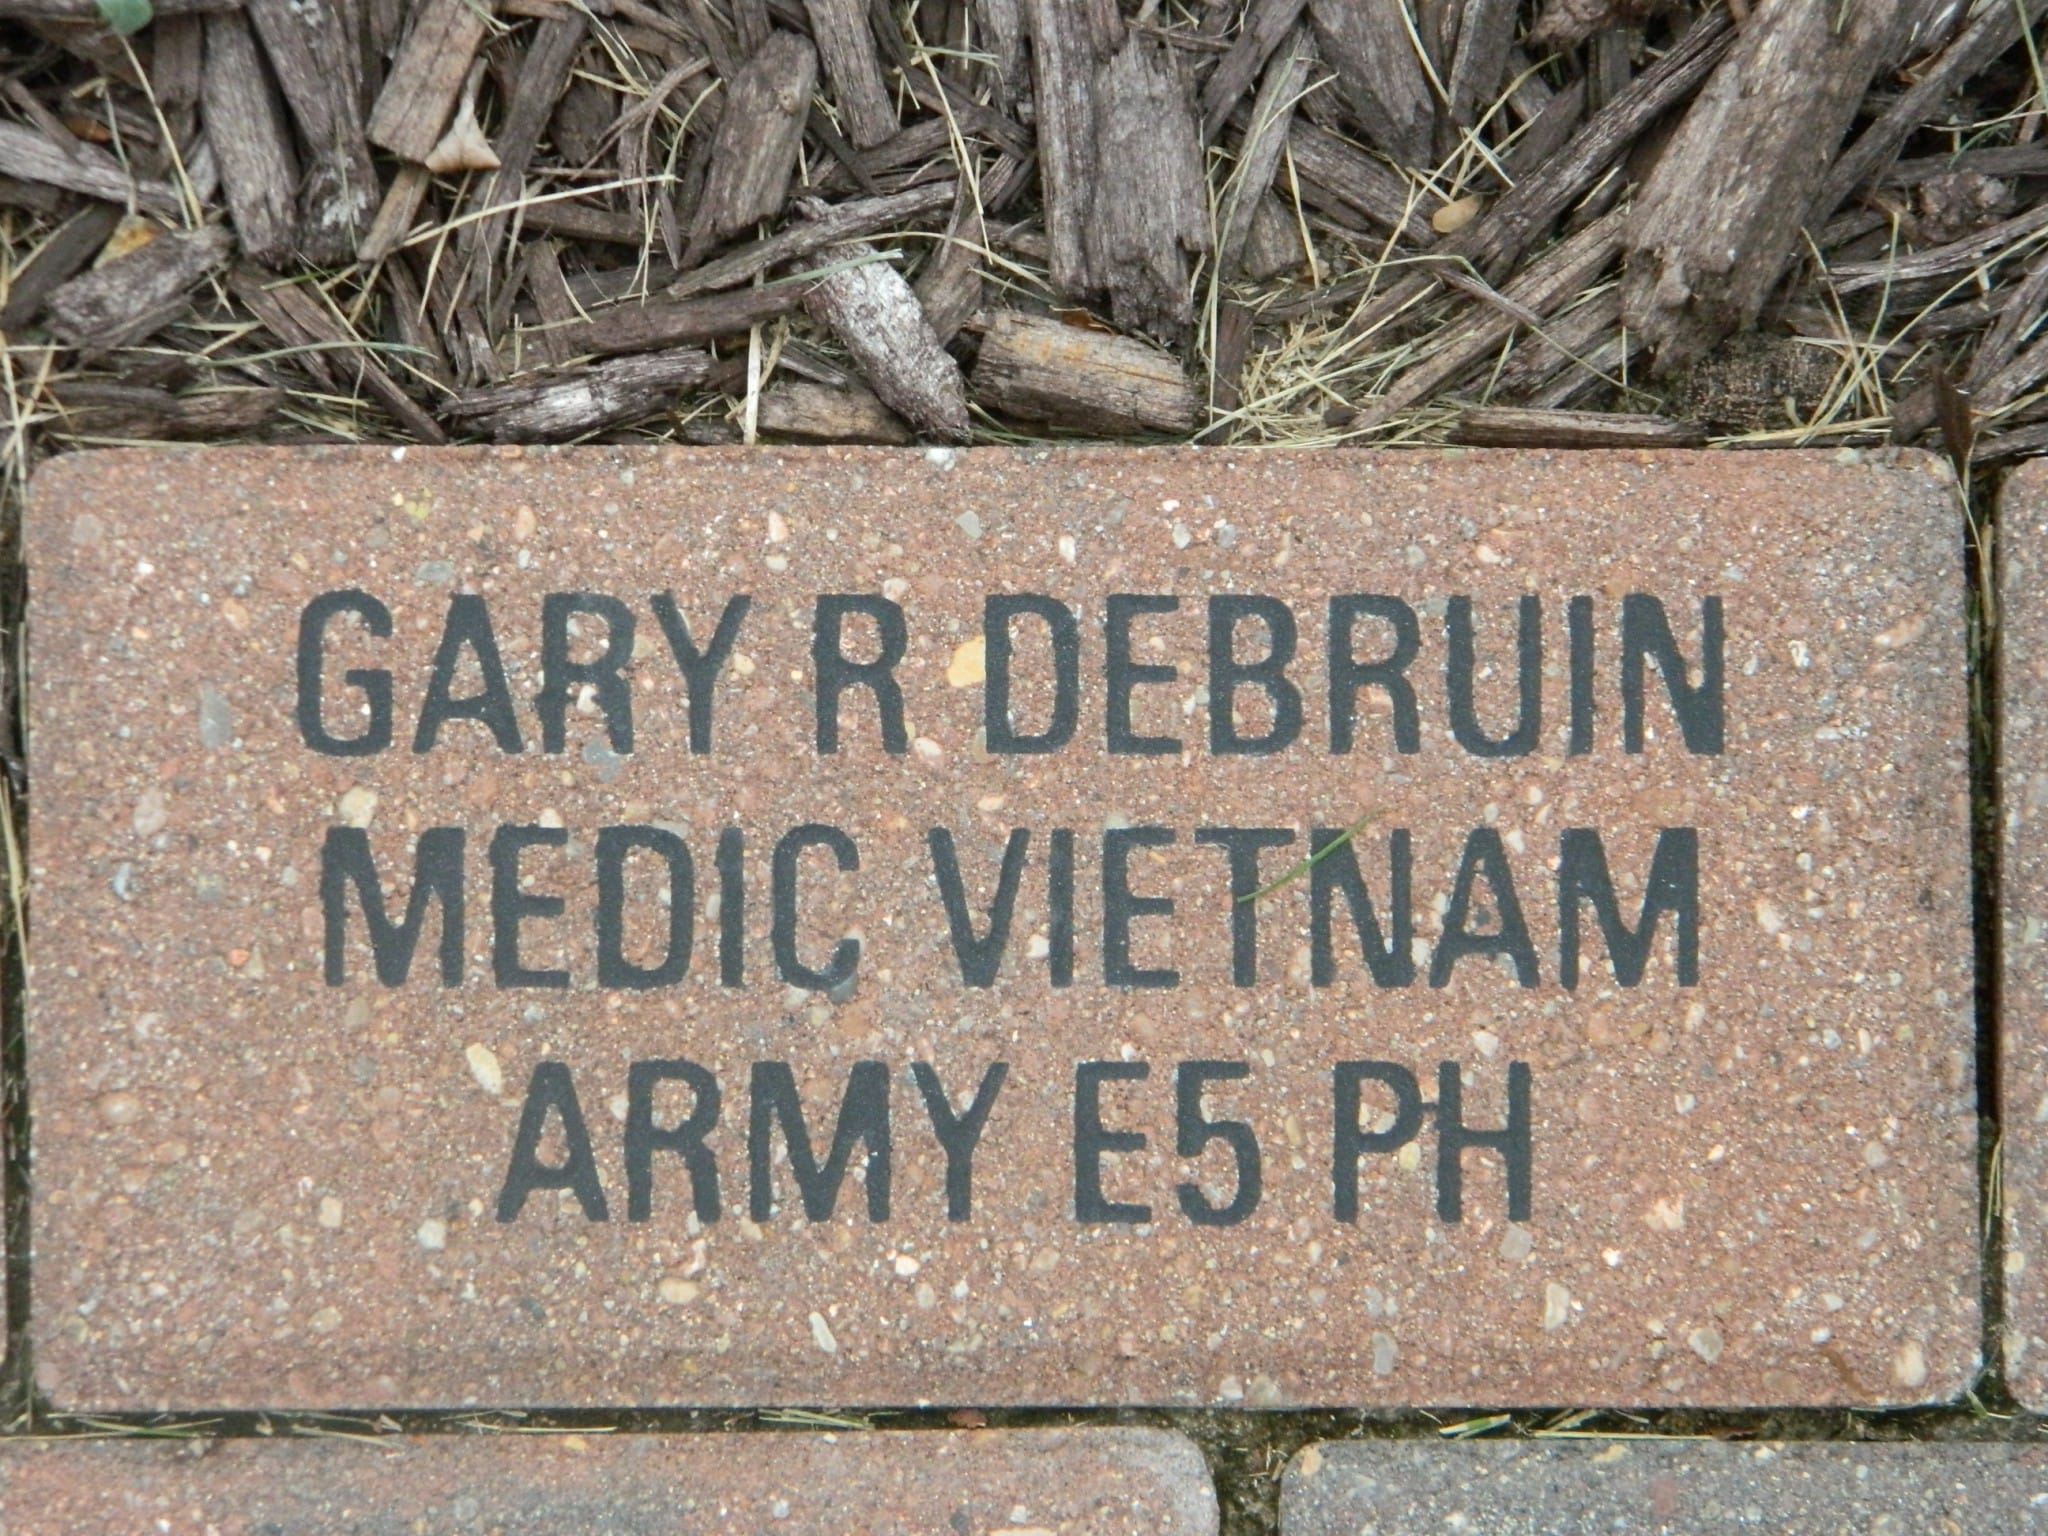 GARY R DEBRUIN
MEDIC VIETNAM
ARMY E5 PH